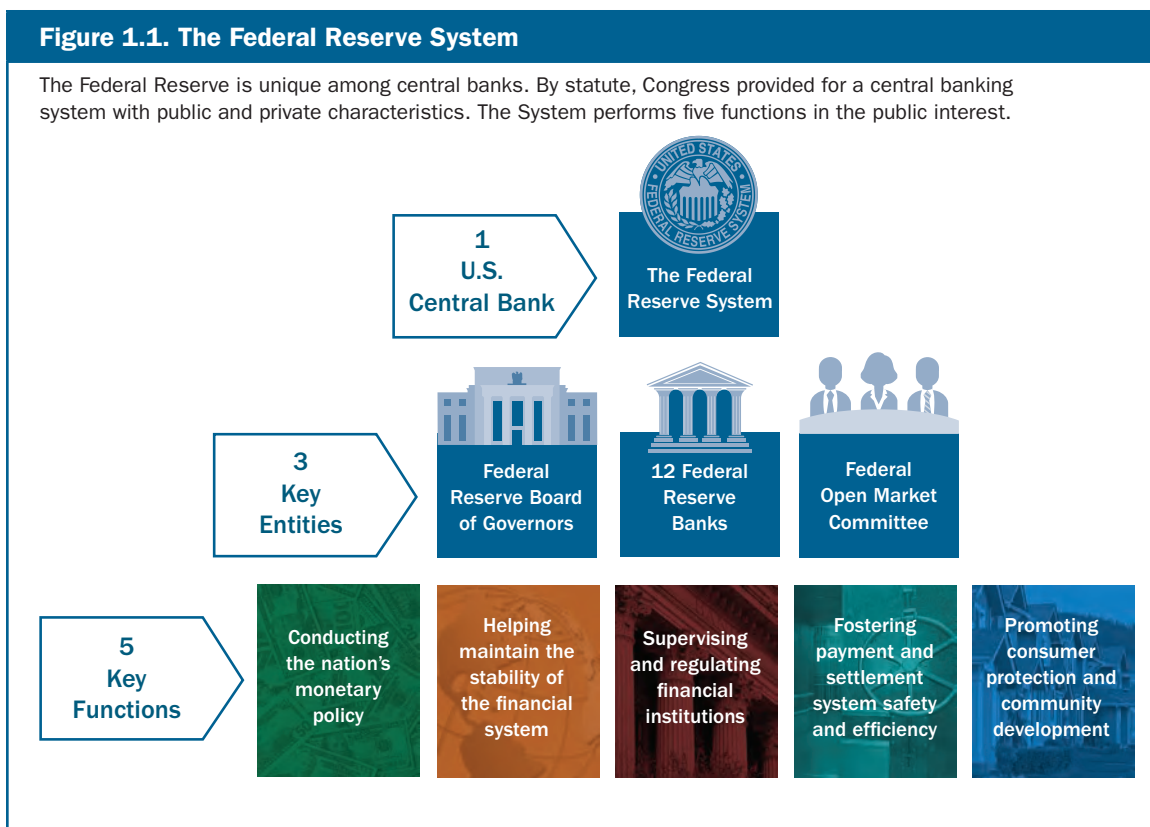 Figure 1.1. The Federal Reserve System
The Federal Reserve is unique among central banks. By statute, Congress provided for a central banking
system with public and private characteristics. The System performs five functions in the public interest.
UNITED STATES
FEDERAL RESERVE SYSTEM
1
U.S.
Central Bank
The Federal
Reserve System
3
Key
Entities
Federal
Reserve Board
of Governors
12 Federal
Reserve
Banks
Federal
Open Market
Committee
5
Key
Functions
Conducting
the nation’s
monetary
policy
Helping
maintain the
stability of
the financial
system
Supervising
and regulating
financial
institutions
Fostering
payment and
settlement
system safety
and efficiency
Promoting
consumer
protection and
community
development